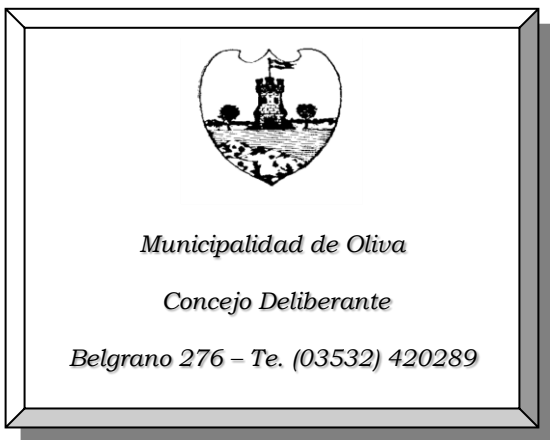 Municipalidad de Oliva
Concejo Deliberante
Belgrano 276 – Te. (03532) 420289